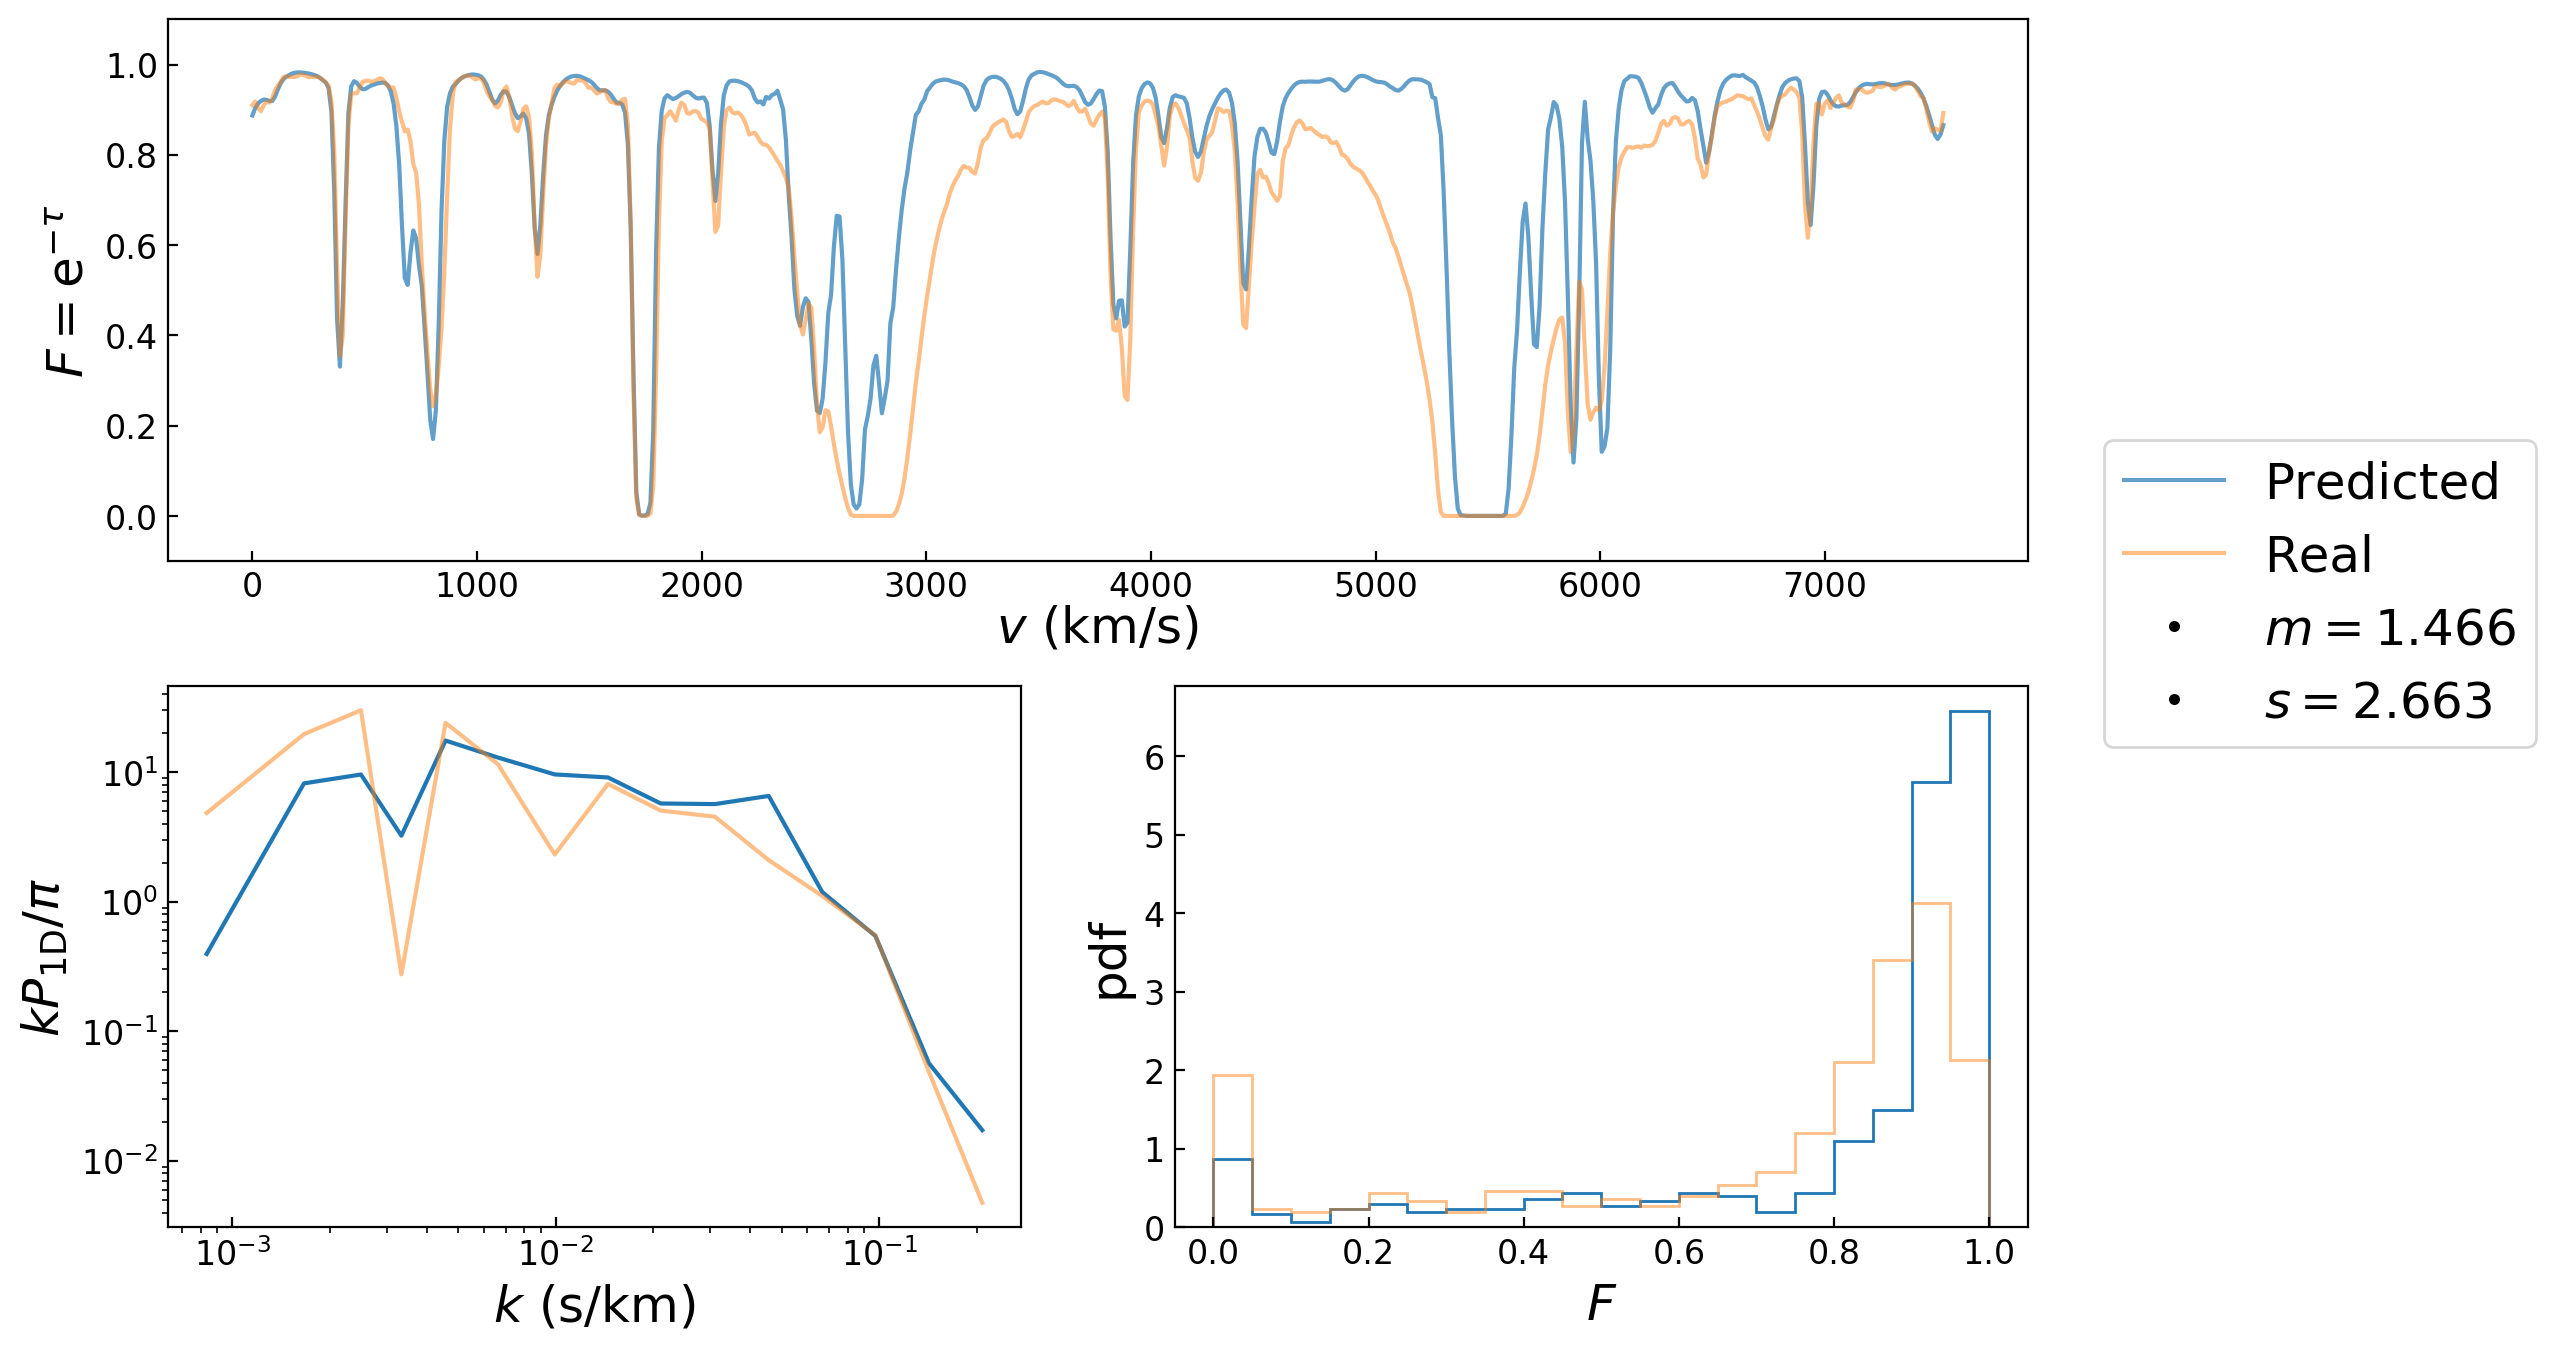 1.0
0.8
0.6
0.4
0.2
0.0
F = e^{−τ}
0 1000 2000 3000 4000 5000 6000 7000
v (km/s)
Predicted
Real
m = 1.466
s = 2.663
10^1
10^0
10^{−1}
10^{−2}
kP_{1D}/π
10^{−3} 10^{−2} 10^{−1}
k (s/km)
6
5
4
3
2
1
0
pdf
0.0 0.2 0.4 0.6 0.8 1.0
F